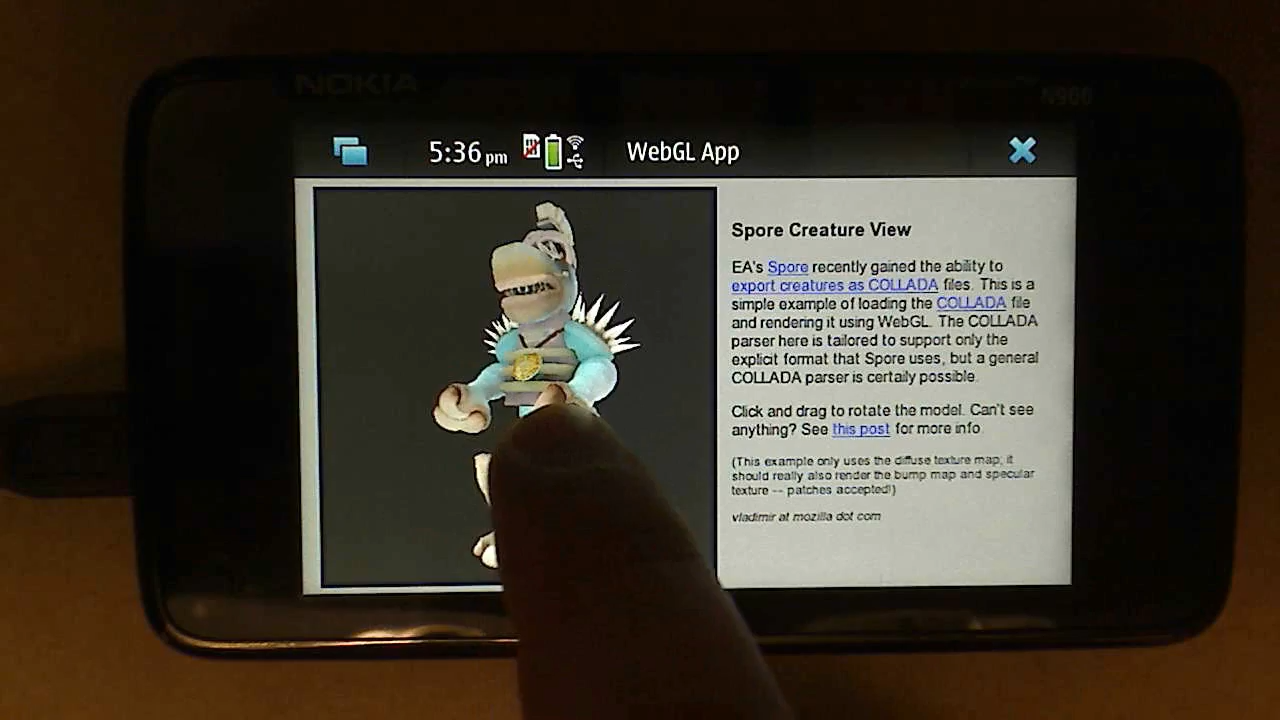 NOKIA
N900
5:36 pm WebGL App
Spore Creature View
EA's Spore recently gained the ability to
export creatures as COLLADA files. This is a
simple example of loading the COLLADA file
and rendering it using WebGL. The COLLADA
parser here is tailored to support only the
explicit format that Spore uses, but a general
COLLADA parser is certaily possible.
Click and drag to rotate the model. Can't see
anything? See this post for more info.
(This example only uses the diffuse texture map; it
should really also render the bump map and specular
texture -- patches accepted!)
vladimir at mozilla dot com